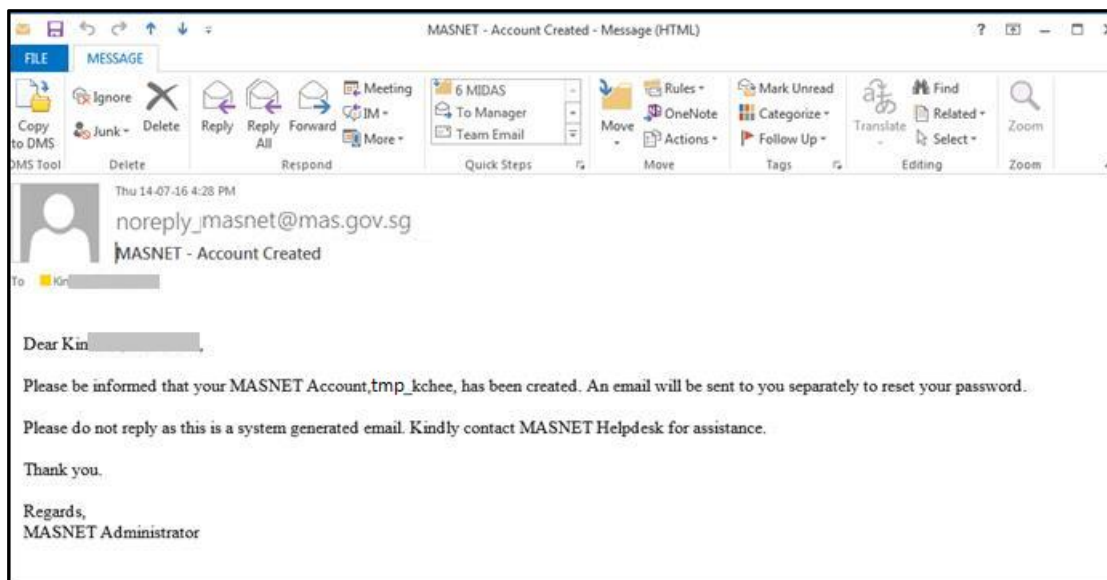 MASNET - Account Created - Message (HTML)
FILE MESSAGE
Copy to DMS
Ignore
Junk
Delete
Reply
Reply All
Forward
Meeting
IM
More
6 MIDAS
To Manager
Team Email
Move
Rules
OneNote
Actions
Mark Unread
Categorize
Follow Up
Translate
Find
Related
Select
Zoom
DMS Tool Delete Respond Quick Steps Move Tags Editing Zoom
Thu 14-07-16 4:28 PM
noreply_masnet@mas.gov.sg
MASNET - Account Created
To Kin
Dear Kin ,
Please be informed that your MASNET Account,tmp_kchee, has been created. An email will be sent to you separately to reset your password.
Please do not reply as this is a system generated email. Kindly contact MASNET Helpdesk for assistance.
Thank you.
Regards,
MASNET Administrator